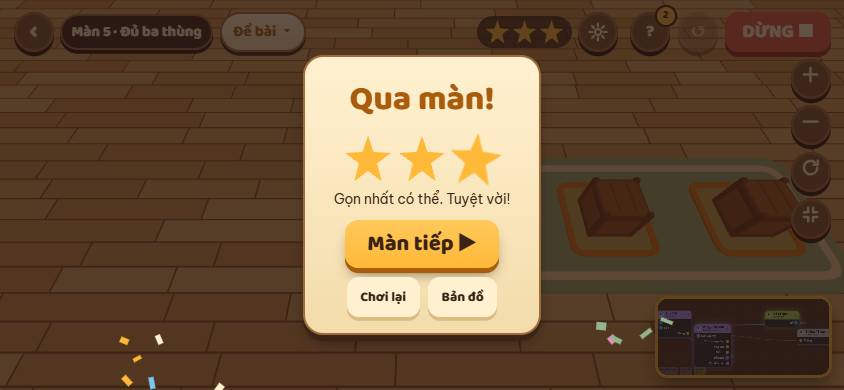 Màn 5 · Đủ ba thùng
Đề bài
2
?
DỪNG
Qua màn!
Gọn nhất có thể. Tuyệt vời!
Màn tiếp
Chơi lại
Bản đồ